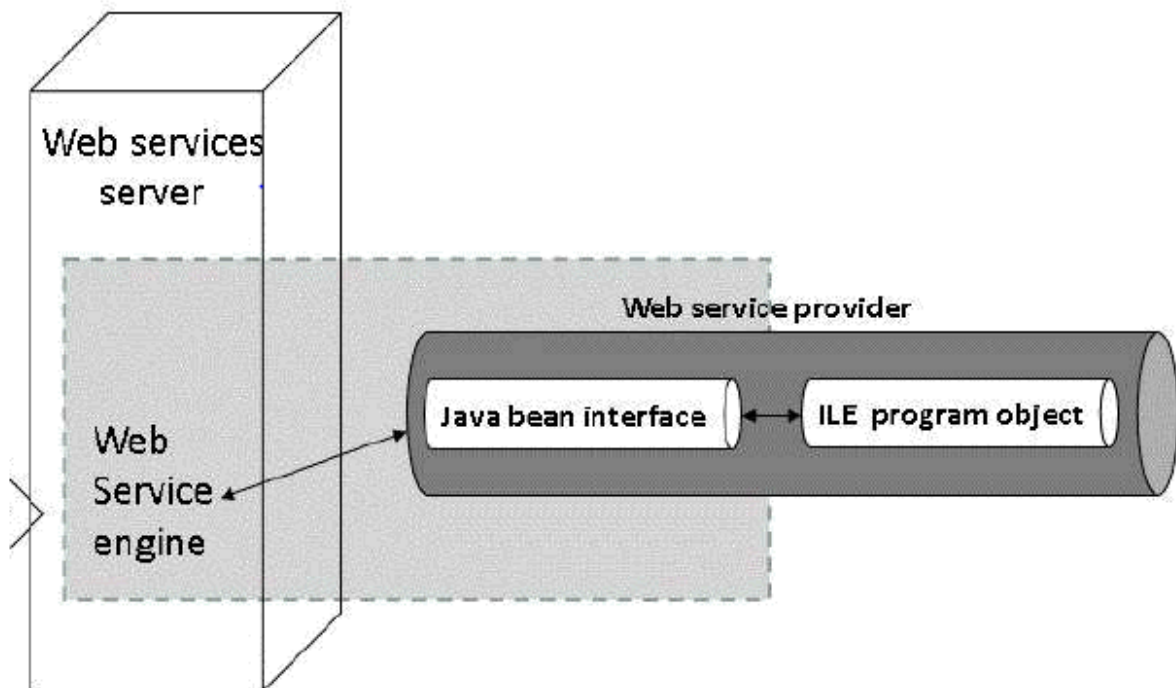 Web services
server
Web service provider
Java bean interface
ILE program object
Web
Service
engine